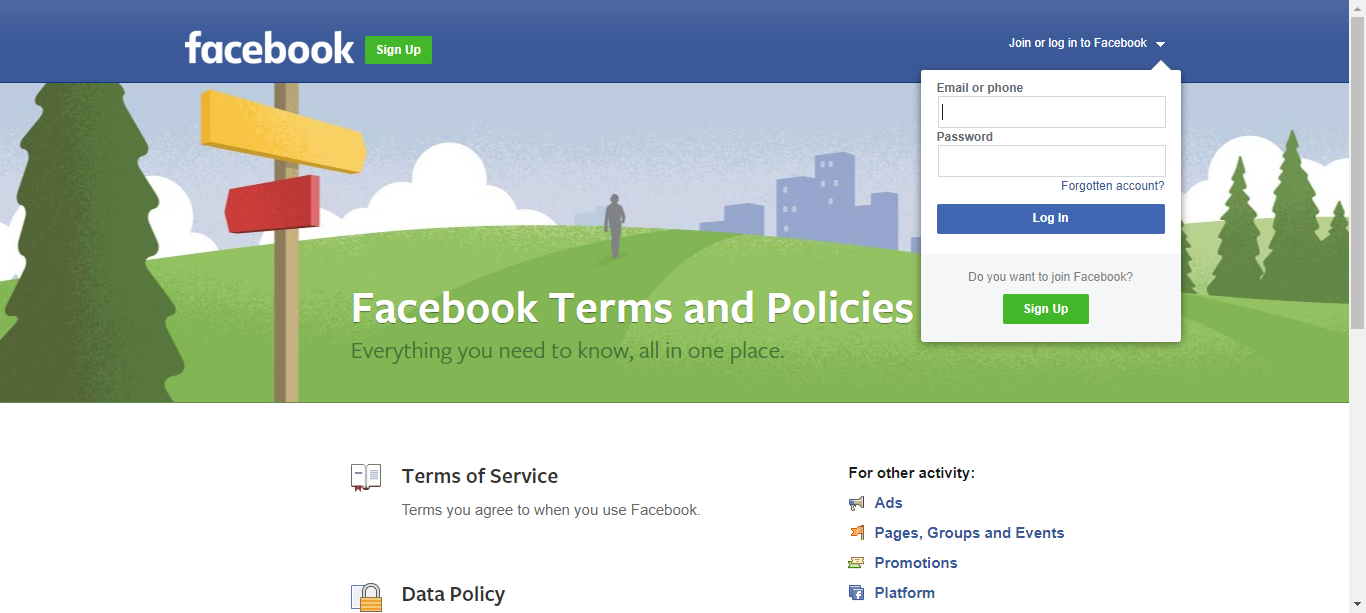 facebook
Sign Up
Join or log in to Facebook
Email or phone
Password
Forgotten account?
Log In
Do you want to join Facebook?
Sign Up
Facebook Terms and Policies
Everything you need to know, all in one place.
Terms of Service
Terms you agree to when you use Facebook.
Data Policy
For other activity:
Ads
Pages, Groups and Events
Promotions
Platform